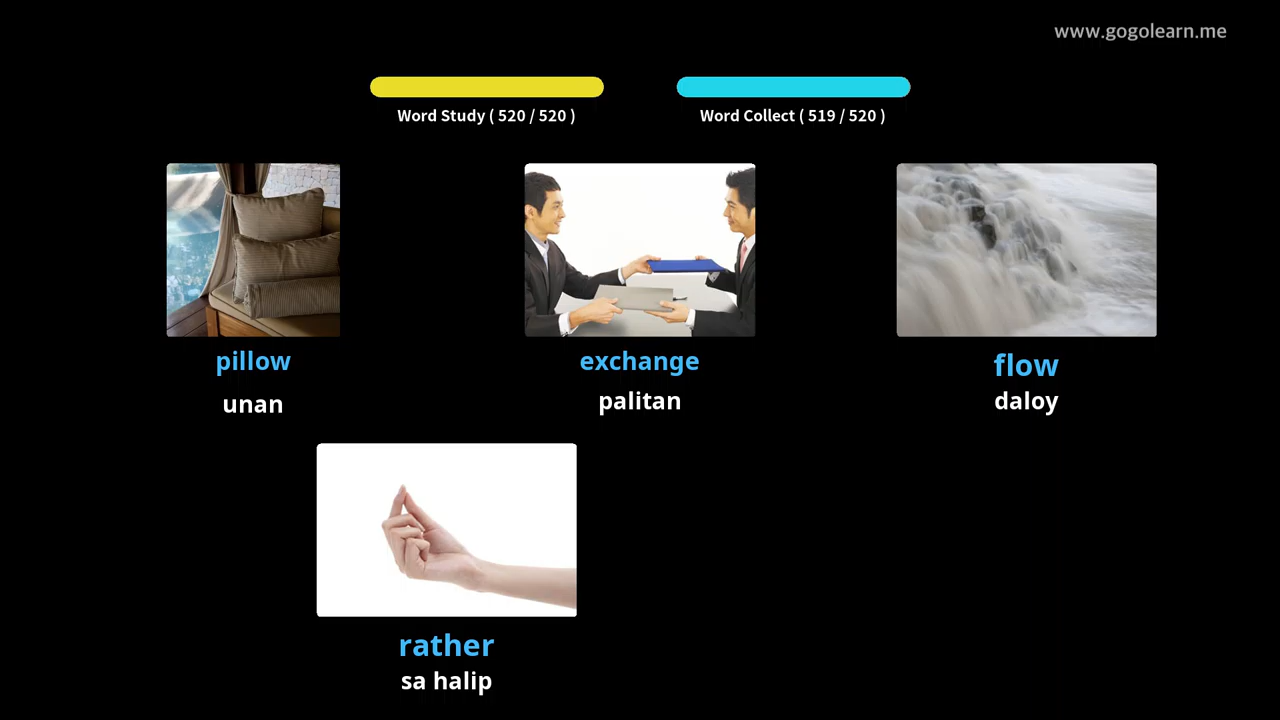 www.gogolearn.me
Word Study ( 520 / 520 )
Word Collect ( 519 / 520 )
pillow
unan
exchange
palitan
flow
daloy
rather
sa halip